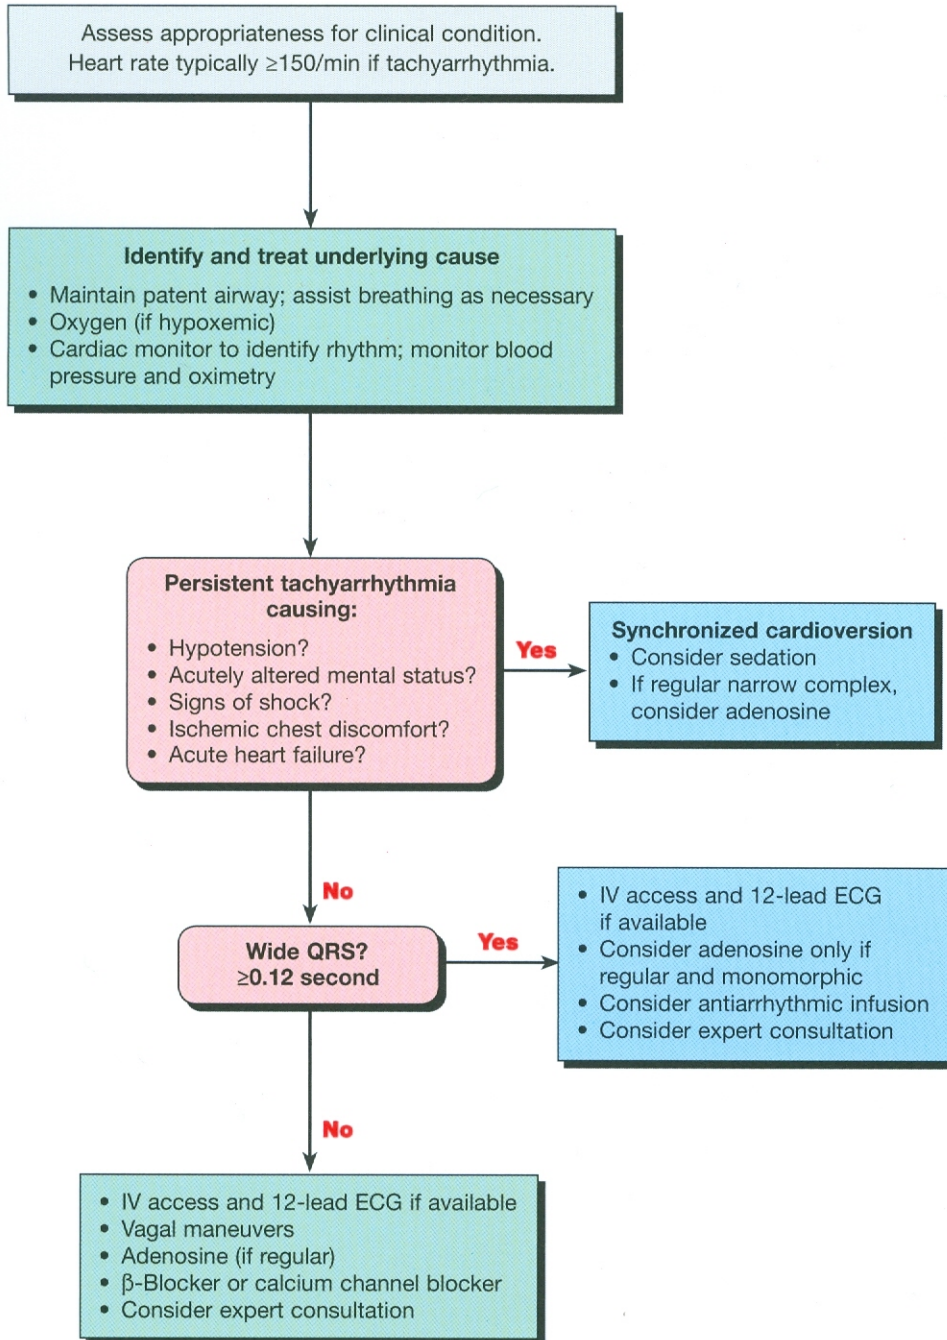 Assess appropriateness for clinical condition.
Heart rate typically ≥150/min if tachyarrhythmia.
Identify and treat underlying cause
• Maintain patent airway; assist breathing as necessary
• Oxygen (if hypoxemic)
• Cardiac monitor to identify rhythm; monitor blood
pressure and oximetry
Persistent tachyarrhythmia
causing:
• Hypotension?
• Acutely altered mental status?
• Signs of shock?
• Ischemic chest discomfort?
• Acute heart failure?
Yes
Synchronized cardioversion
• Consider sedation
• If regular narrow complex,
consider adenosine
No
Wide QRS?
≥0.12 second
Yes
• IV access and 12-lead ECG
if available
• Consider adenosine only if
regular and monomorphic
• Consider antiarrhythmic infusion
• Consider expert consultation
No
• IV access and 12-lead ECG if available
• Vagal maneuvers
• Adenosine (if regular)
• β-Blocker or calcium channel blocker
• Consider expert consultation